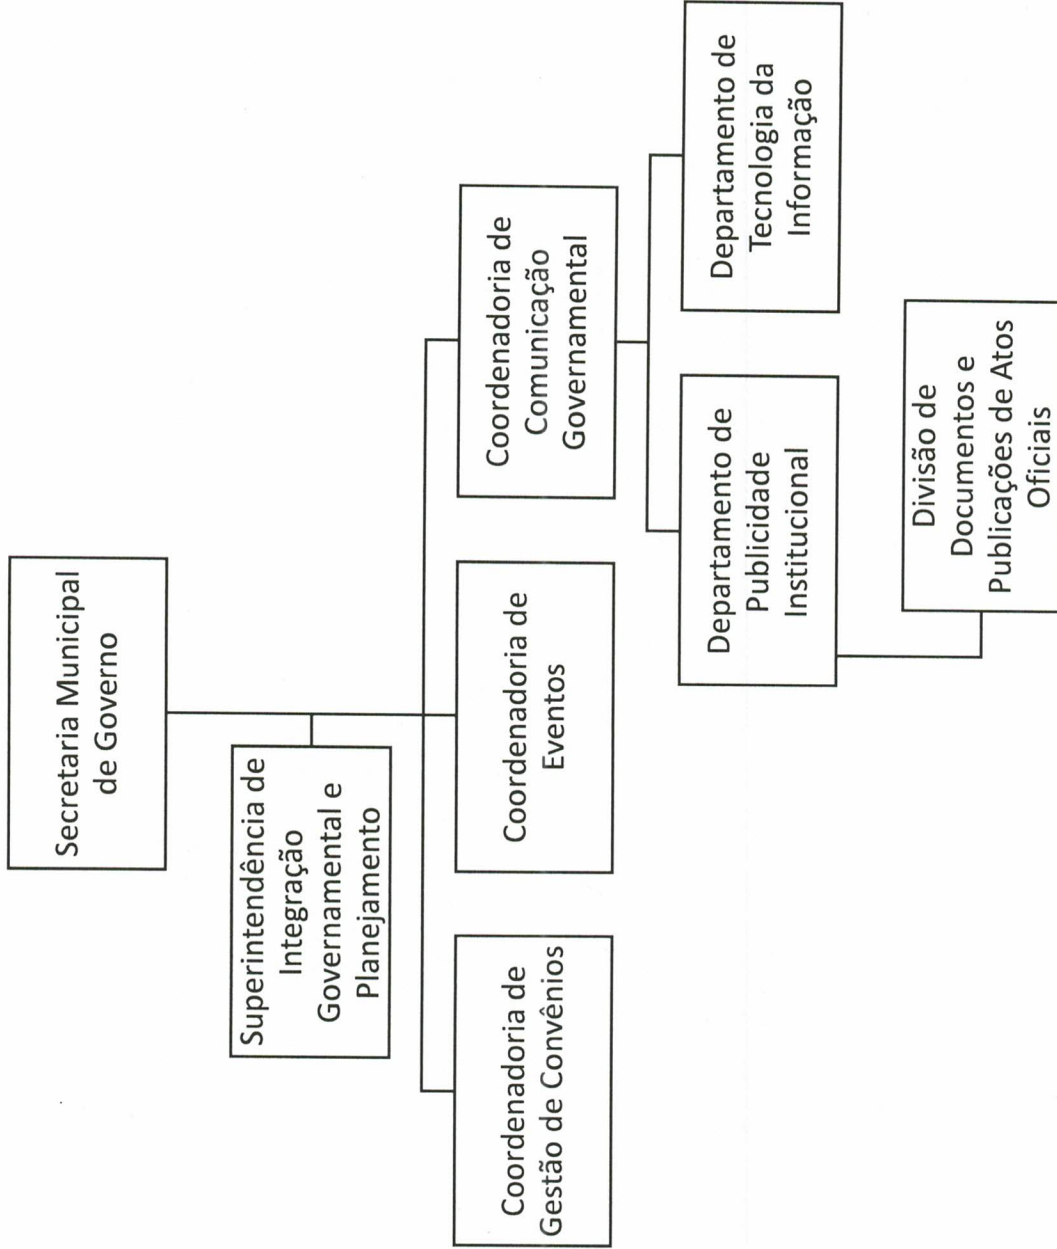 Secretaria Municipal
de Governo
Superintendência de
Integração
Governamental e
Planejamento
Coordenadoria de
Gestão de Convênios
Coordenadoria de
Eventos
Coordenadoria de
Comunicação
Governamental
Departamento de
Publicidade
Institucional
Departamento de
Tecnologia da
Informação
Divisão de
Documentos e
Publicações de Atos
Oficiais